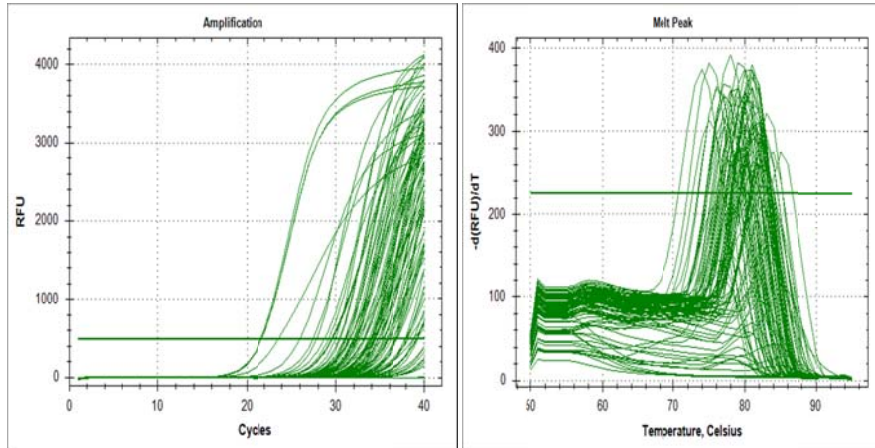 Amplification
4000
3000
2000
1000
0
RFU
0 10 20 30 40
Cycles
Melt Peak
400
300
200
100
0
-d(RFU)/dT
50 60 70 80 90
Temperature, Celsius